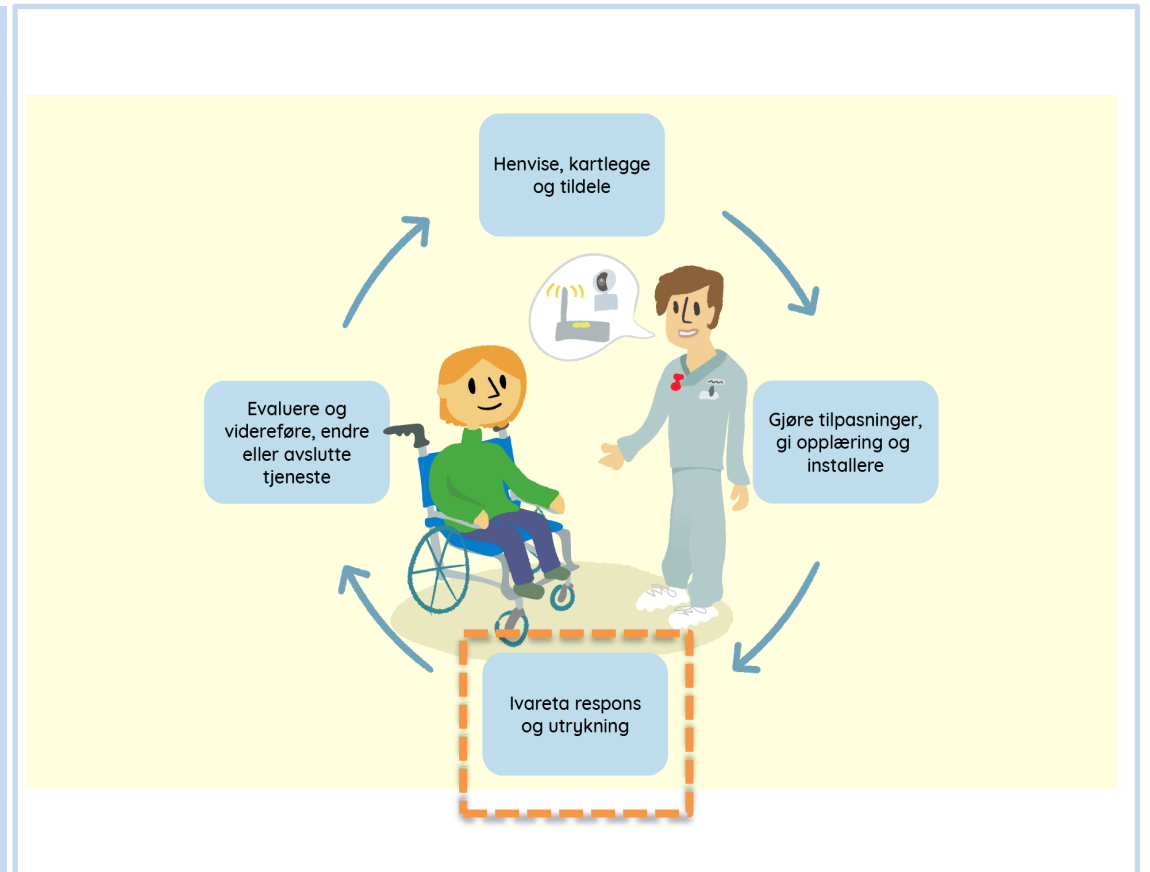 Henvise, kartlegge
og tildele
Gjøre tilpasninger,
gi opplæring og
installere
Ivareta respons
og utrykning
Evaluere og
videreføre, endre
eller avslutte
tjeneste